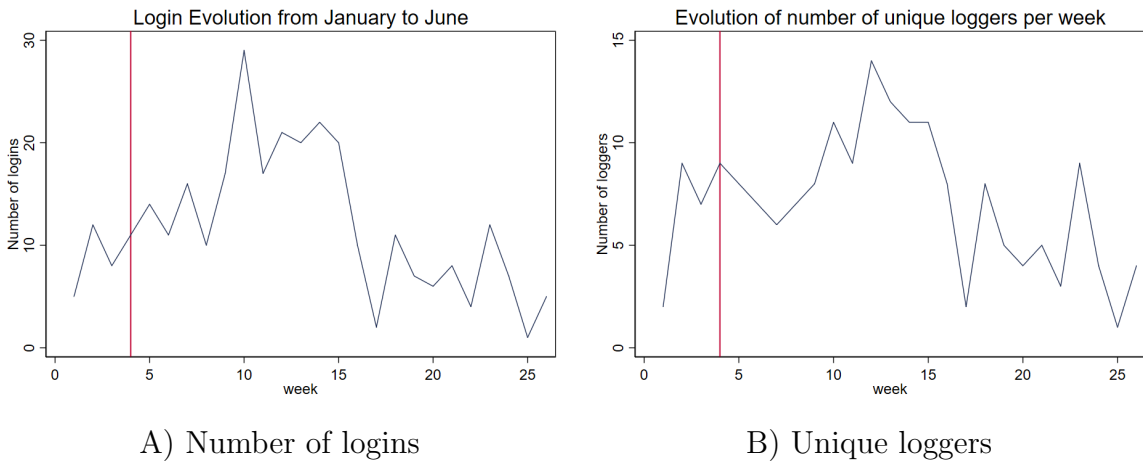 Login Evolution from January to June
Number of logins
30
20
10
0
0 5 10 15 20 25
week
A) Number of logins
Evolution of number of unique loggers per week
Number of loggers
15
10
5
0
0 5 10 15 20 25
week
B) Unique loggers